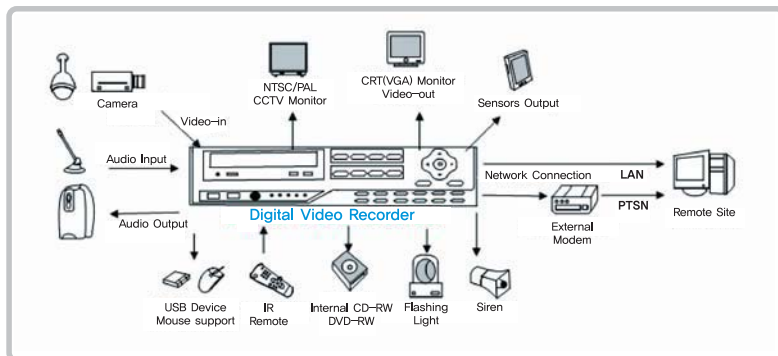 NTSC/PAL
CCTV Monitor
CRT(VGA) Monitor
Video-out
Sensors Output
Camera
Video-in
Audio Input
Audio Output
Digital Video Recorder
Network Connection
LAN
PTSN
External
Modem
Remote Site
USB Device
Mouse support
IR
Remote
Internal CD-RW
DVD-RW
Flashing
Light
Siren